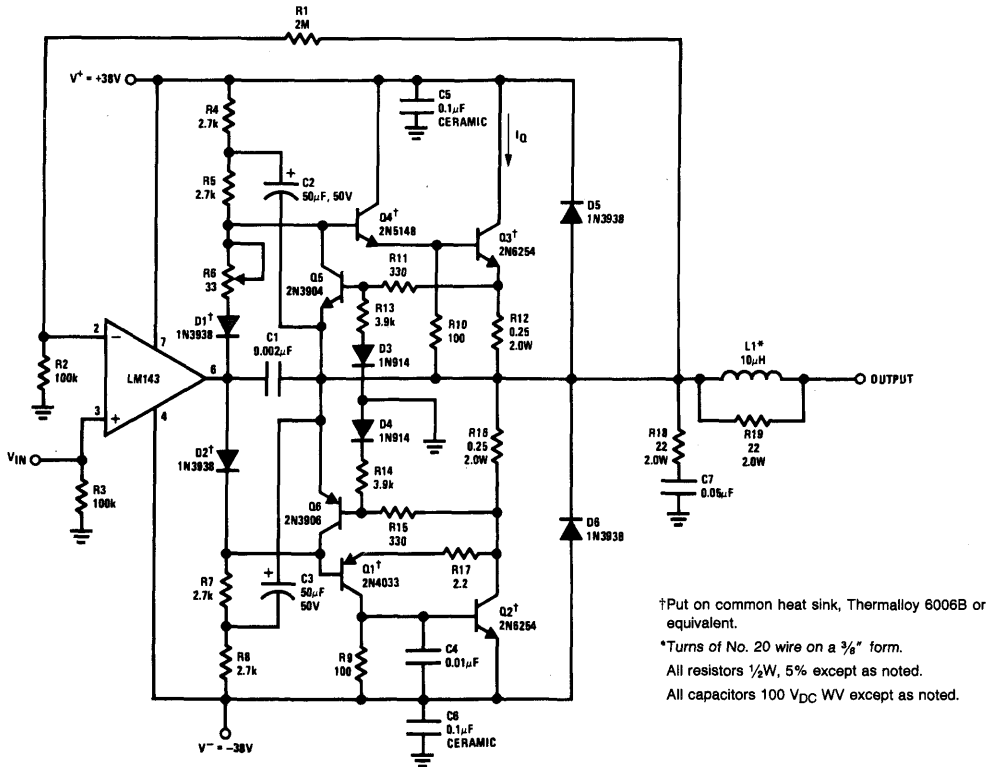 R1
2M
V+ = +38V
R4
2.7k
C5
0.1μF
CERAMIC
IQ
R5
2.7k
+
C2
50μF, 50V
D5
1N3938
Q4†
2N5148
Q3†
2N6254
R6
33
Q5
2N3904
R11
330
R13
3.9k
R10
100
R12
0.25
2.0W
D1†
1N3938
C1
0.002μF
D3
1N914
L1*
10μH
2
−
7
R2
100k
LM143
6
OUTPUT
3
+
4
D4
1N914
R16
0.25
2.0W
R18
22
2.0W
R19
22
2.0W
VIN
D2†
1N3938
R14
3.9k
C7
0.05μF
R3
100k
Q6
2N3906
R15
330
D6
1N3938
R7
2.7k
+
C3
50μF
50V
Q1†
2N4033
R17
2.2
Q2†
2N6254
R8
2.7k
R9
100
C4
0.01μF
C6
0.1μF
CERAMIC
V− = −38V
†Put on common heat sink, Thermalloy 6006B or
equivalent.
*Turns of No. 20 wire on a ⅜″ form.
All resistors ½W, 5% except as noted.
All capacitors 100 VDC WV except as noted.